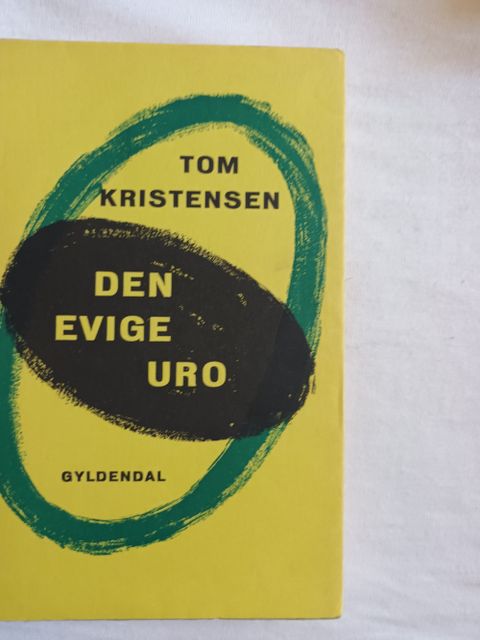 TOM
KRISTENSEN
DEN
EVIGE
URO
GYLDENDAL